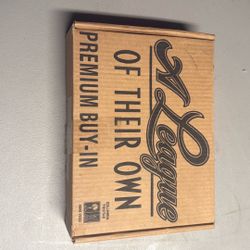 A League
OF THEIR OWN
PREMIUM BUY-IN